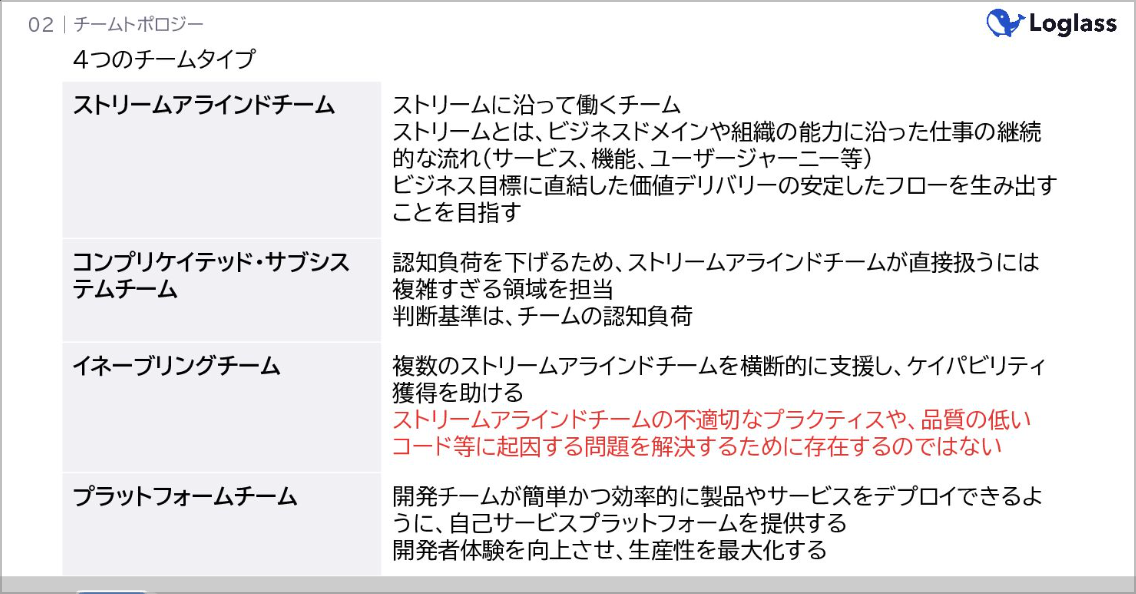 02 | チームトポロジー
Loglass
4つのチームタイプ
ストリームアラインドチーム
ストリームに沿って働くチーム
ストリームとは、ビジネスドメインや組織の能力に沿った仕事の継続
的な流れ(サービス、機能、ユーザージャーニー等)
ビジネス目標に直結した価値デリバリーの安定したフローを生み出す
ことを目指す
コンプリケイテッド・サブシス
テムチーム
認知負荷を下げるため、ストリームアラインドチームが直接扱うには
複雑すぎる領域を担当
判断基準は、チームの認知負荷
イネーブリングチーム
複数のストリームアラインドチームを横断的に支援し、ケイパビリティ
獲得を助ける
ストリームアラインドチームの不適切なプラクティスや、品質の低い
コード等に起因する問題を解決するために存在するのではない
プラットフォームチーム
開発チームが簡単かつ効率的に製品やサービスをデプロイできるよ
うに、自己サービスプラットフォームを提供する
開発者体験を向上させ、生産性を最大化する